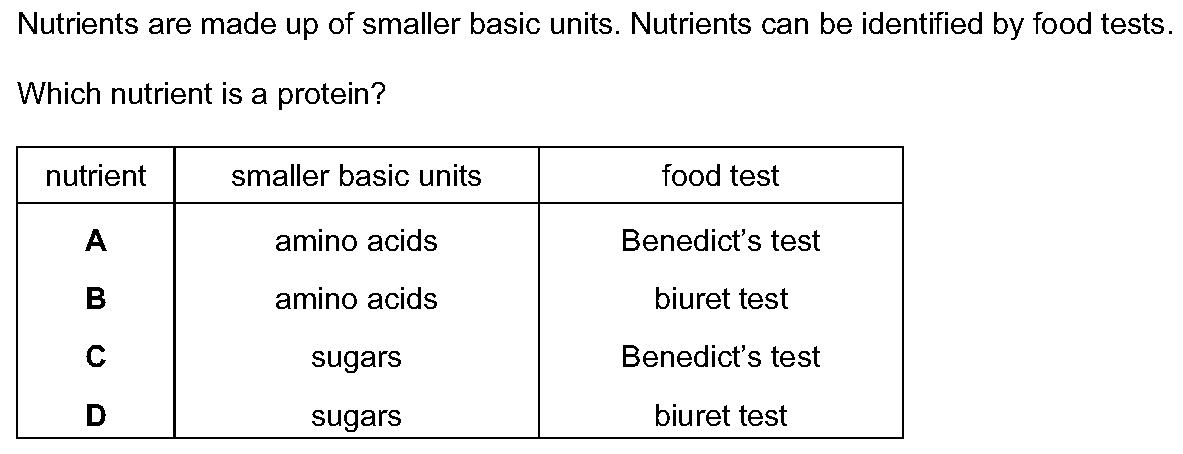 Nutrients are made up of smaller basic units. Nutrients can be identified by food tests.
Which nutrient is a protein?
nutrient smaller basic units food test
A amino acids Benedict’s test
B amino acids biuret test
C sugars Benedict’s test
D sugars biuret test